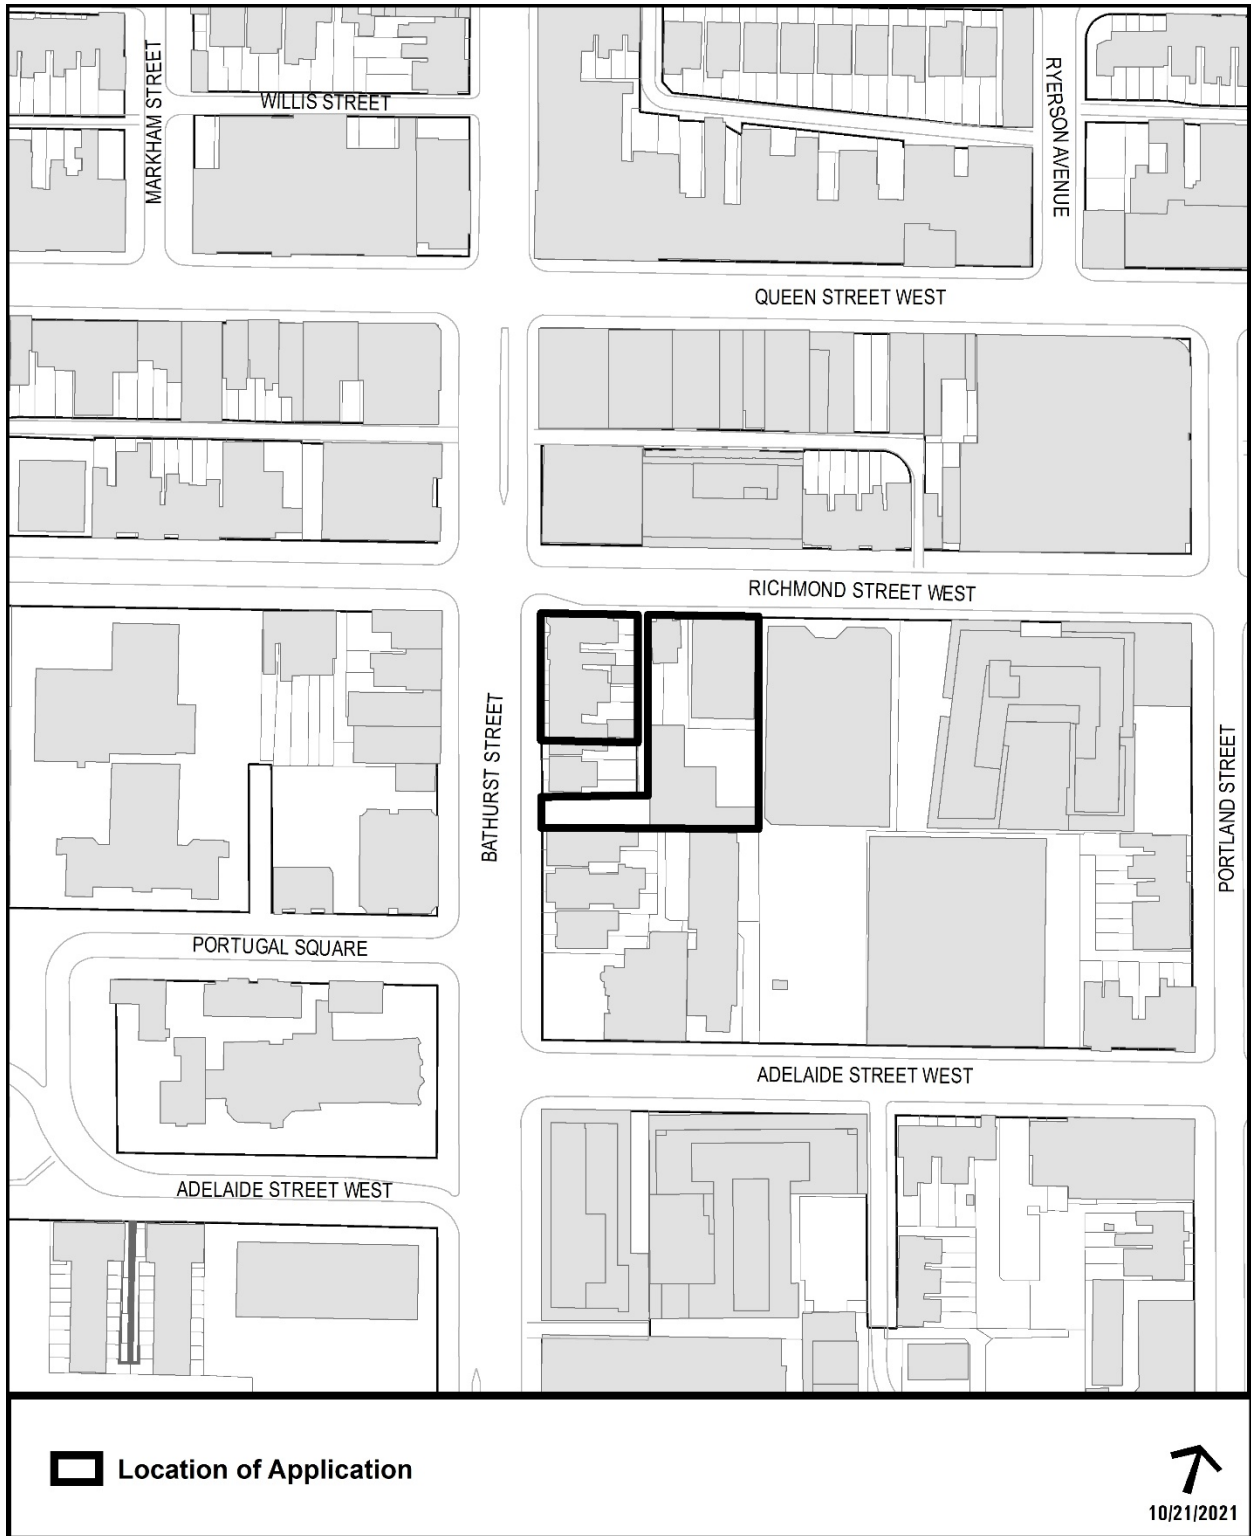 MARKHAM STREET
WILLIS STREET
RYERSON AVENUE
QUEEN STREET WEST
RICHMOND STREET WEST
BATHURST STREET
PORTLAND STREET
PORTUGAL SQUARE
ADELAIDE STREET WEST
ADELAIDE STREET WEST
Location of Application
10/21/2021